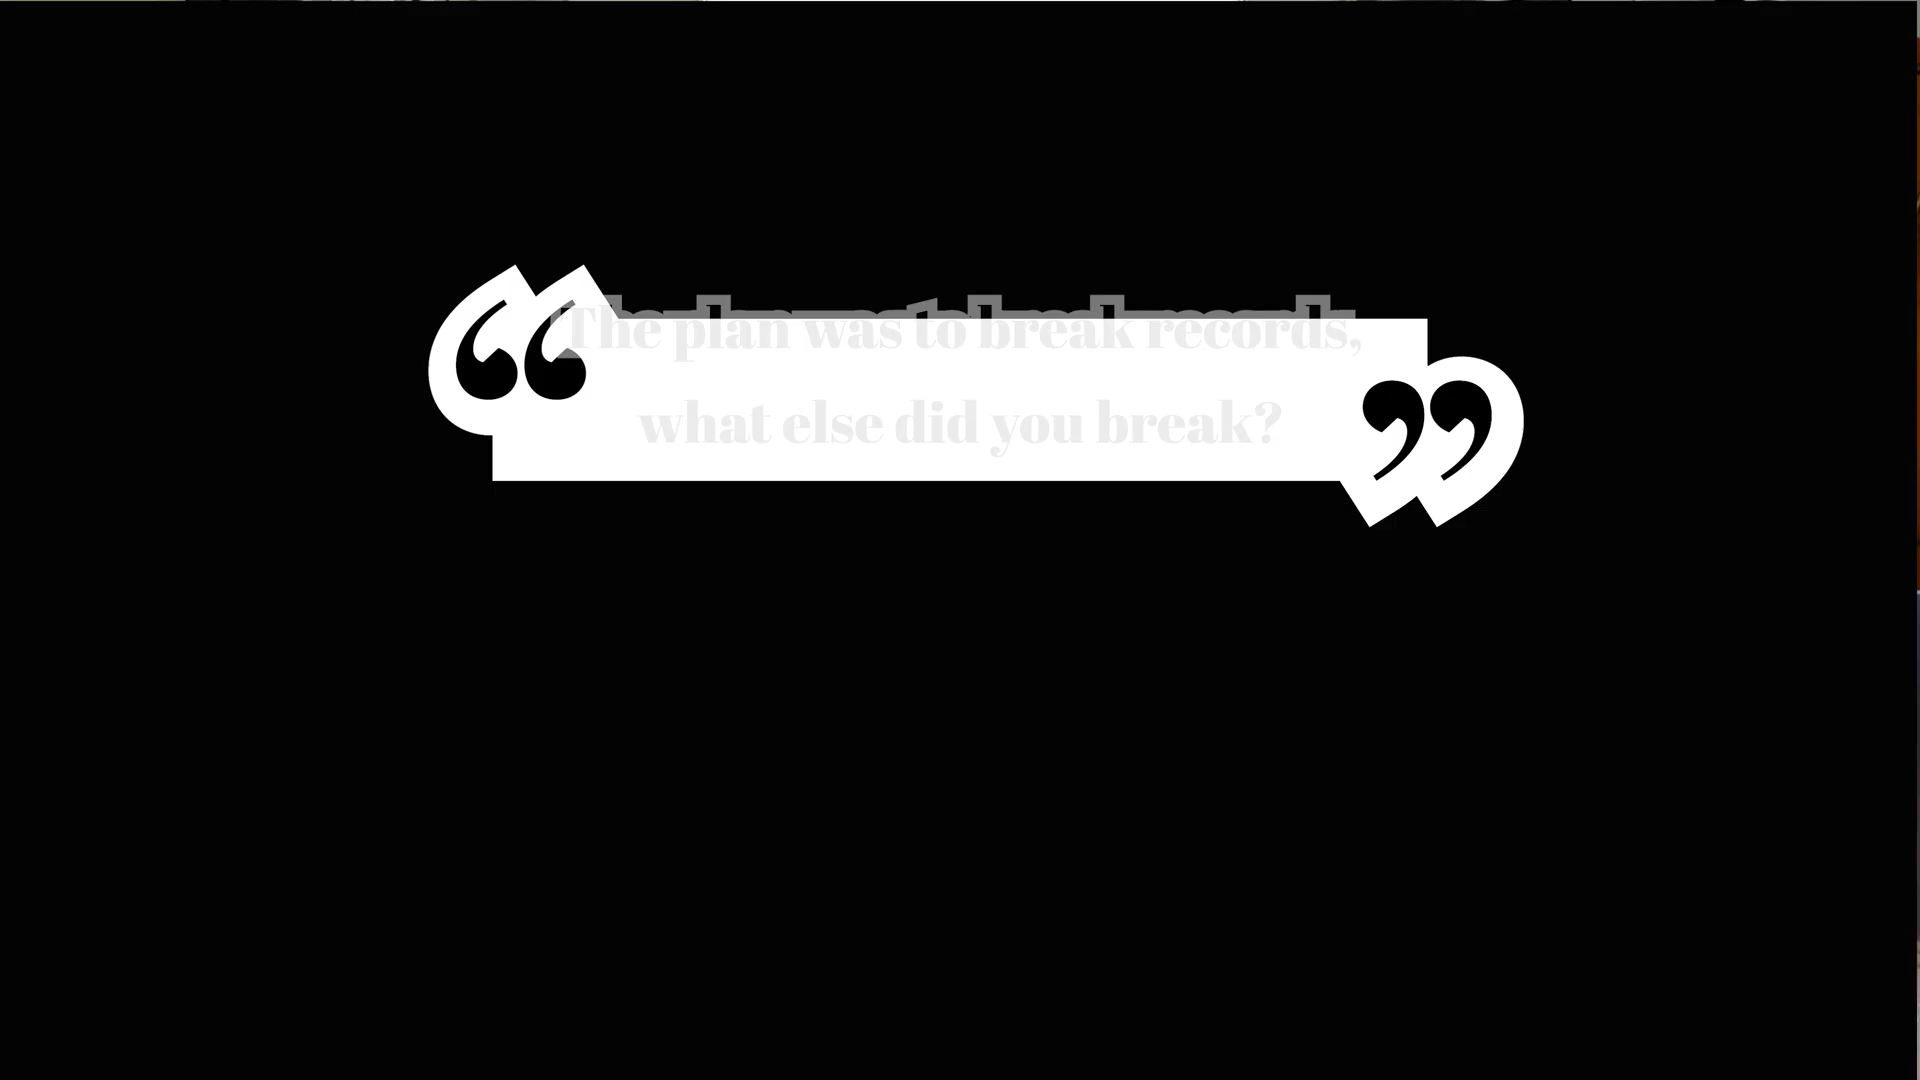 “The plan was to break records,
what else did you break?”